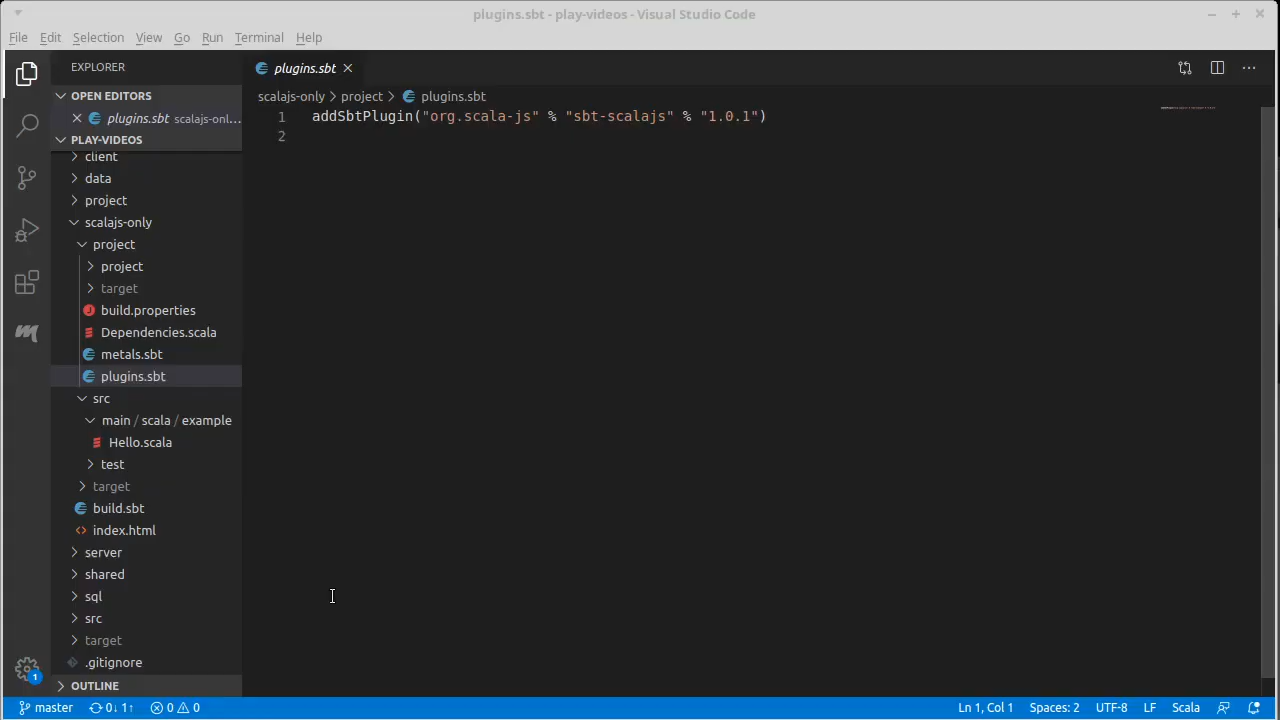 plugins.sbt - play-videos - Visual Studio Code
File Edit Selection View Go Run Terminal Help
EXPLORER
OPEN EDITORS
plugins.sbt scalajs-onl...
PLAY-VIDEOS
client
data
project
scalajs-only
project
project
target
build.properties
Dependencies.scala
metals.sbt
plugins.sbt
src
main / scala / example
Hello.scala
test
target
build.sbt
index.html
server
shared
sql
src
target
.gitignore
OUTLINE
plugins.sbt
scalajs-only > project > plugins.sbt
1 addSbtPlugin("org.scala-js" % "sbt-scalajs" % "1.0.1")
2
1
master 0↓ 1↑ 0 0 Ln 1, Col 1 Spaces: 2 UTF-8 LF Scala